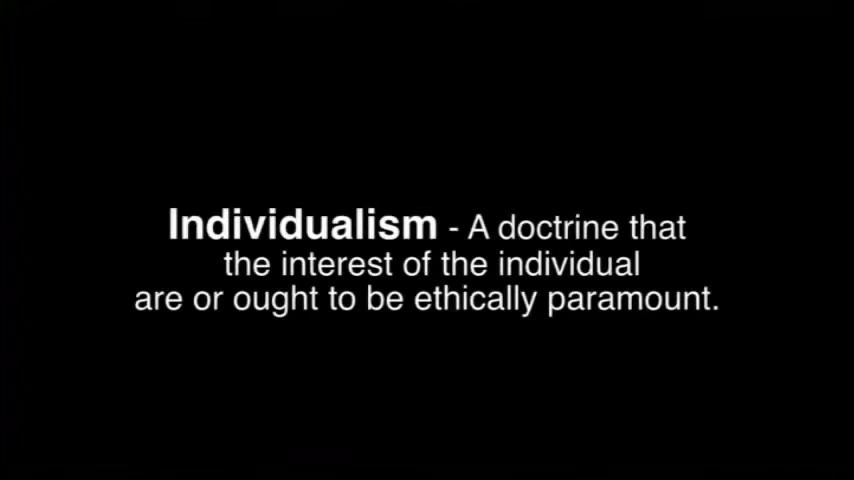 Individualism - A doctrine that
the interest of the individual
are or ought to be ethically paramount.